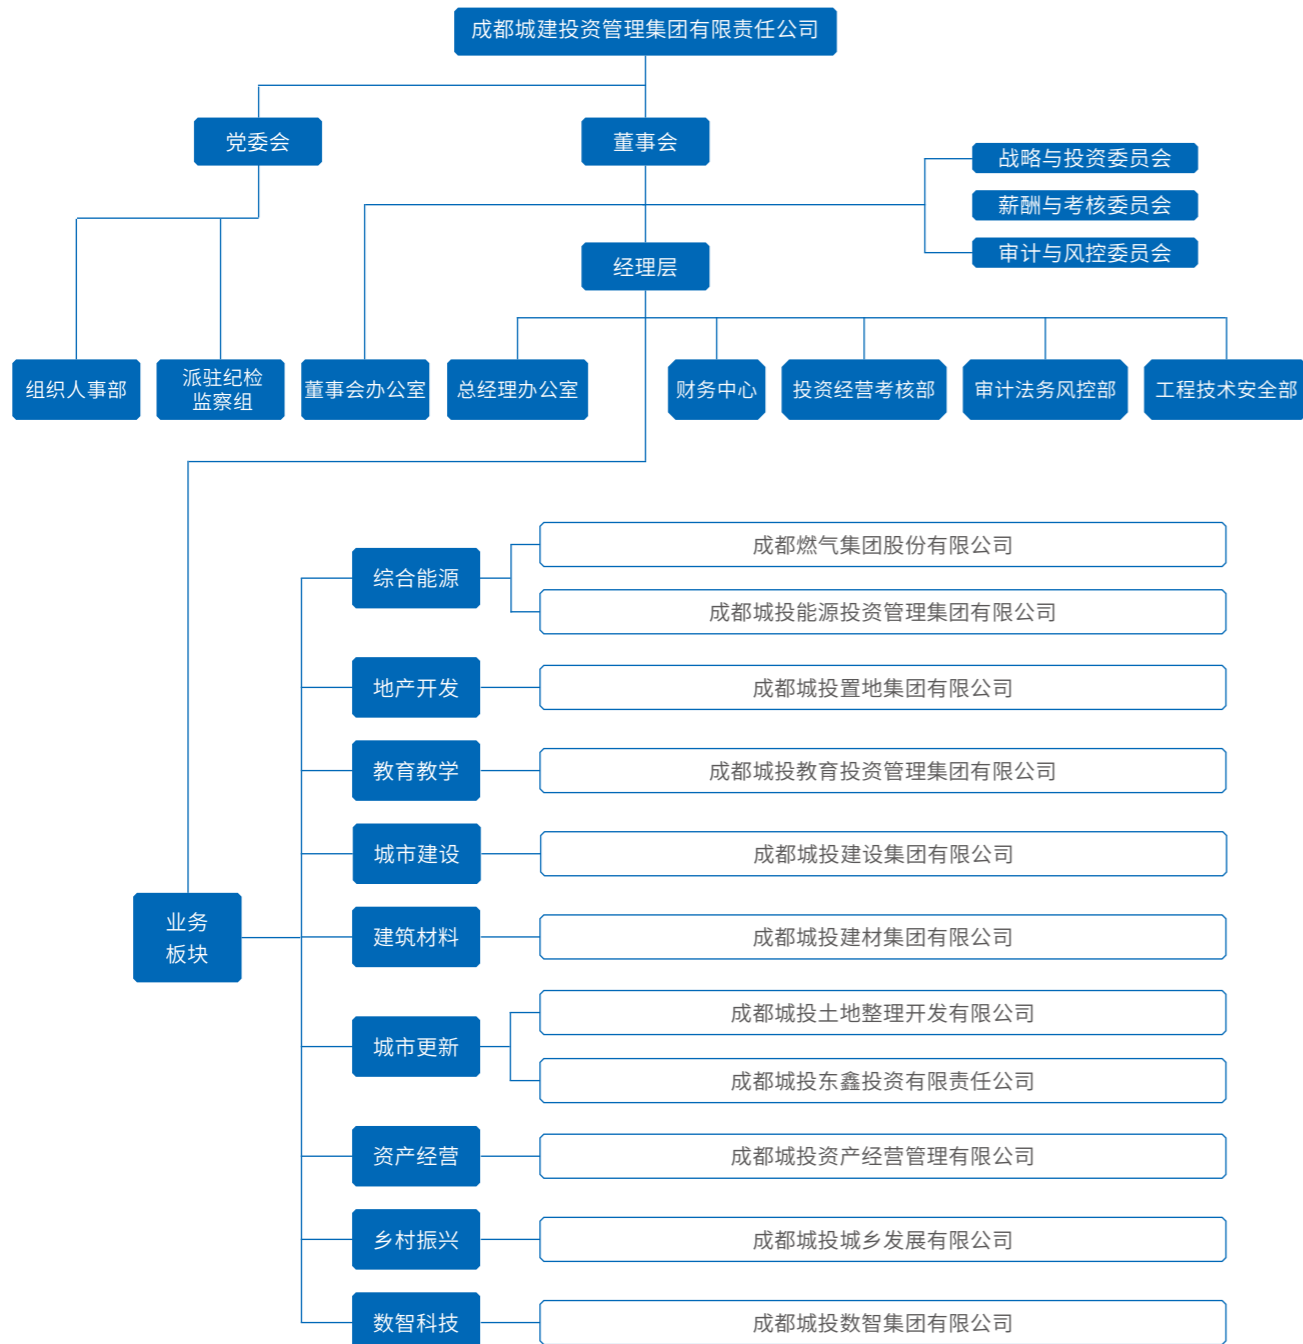 成都城建投资管理集团有限责任公司
党委会
董事会
战略与投资委员会
薪酬与考核委员会
审计与风控委员会
经理层
组织人事部
派驻纪检
监察组
董事会办公室
总经理办公室
财务中心
投资经营考核部
审计法务风控部
工程技术安全部
业务
板块
综合能源
成都燃气集团股份有限公司
成都城投能源投资管理集团有限公司
地产开发
成都城投置地集团有限公司
教育教学
成都城投教育投资管理集团有限公司
城市建设
成都城投建设集团有限公司
建筑材料
成都城投建材集团有限公司
城市更新
成都城投土地整理开发有限公司
成都城投东鑫投资有限责任公司
资产经营
成都城投资产经营管理有限公司
乡村振兴
成都城投城乡发展有限公司
数智科技
成都城投数智集团有限公司